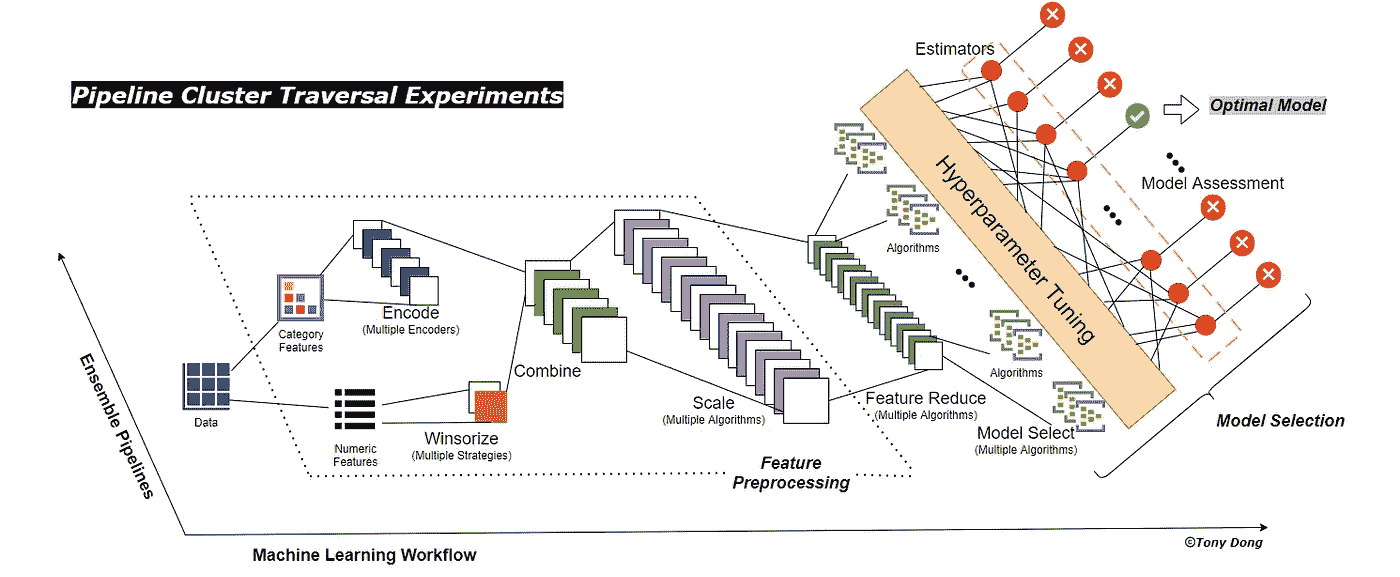 Pipeline Cluster Traversal Experiments
Estimators
Optimal Model
Model Assessment
Hyperparameter Tuning
Algorithms
Algorithms
Category
Features
Encode
(Multiple Encoders)
Combine
Data
Numeric
Features
Winsorize
(Multiple Strategies)
Scale
(Multiple Algorithms)
Feature Reduce
(Multiple Algorithms)
Model Select
(Multiple Algorithms)
Model Selection
Feature
Preprocessing
Ensemble Pipelines
Machine Learning Workflow
©Tony Dong